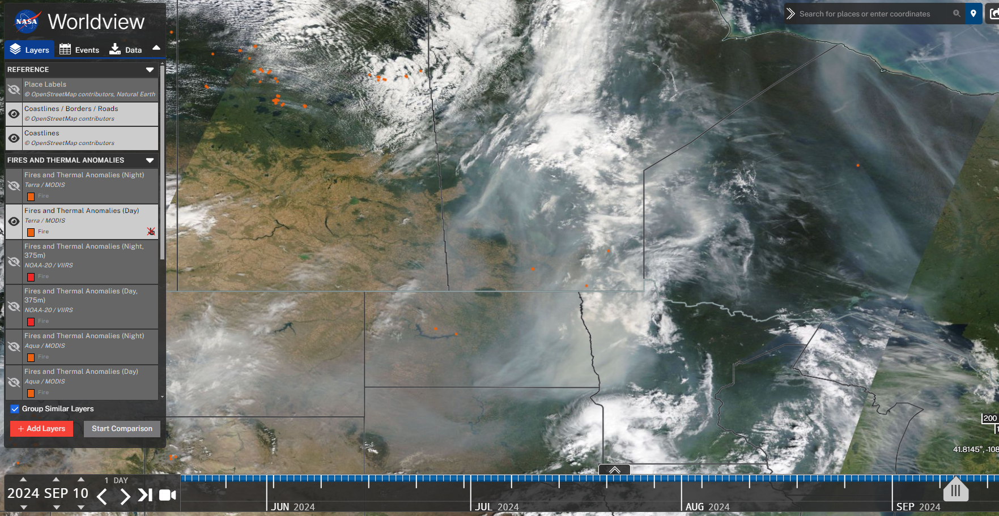 NASA Worldview
Search for places or enter coordinates
Layers
Events
Data
REFERENCE
Place Labels
© OpenStreetMap contributors, Natural Earth
Coastlines / Borders / Roads
© OpenStreetMap contributors
Coastlines
© OpenStreetMap contributors
FIRES AND THERMAL ANOMALIES
Fires and Thermal Anomalies (Night)
Terra / MODIS
Fire
Fires and Thermal Anomalies (Day)
Terra / MODIS
Fire
Fires and Thermal Anomalies (Night,
375m)
NOAA-20 / VIIRS
Fire
Fires and Thermal Anomalies (Day,
375m)
NOAA-20 / VIIRS
Fire
Fires and Thermal Anomalies (Night)
Aqua / MODIS
Fire
Fires and Thermal Anomalies (Day)
Aqua / MODIS
Fire
Group Similar Layers
+ Add Layers
Start Comparison
200
1
41.8145°, -108
1 DAY
2024 SEP 10
JUN 2024
JUL 2024
AUG 2024
SEP 2024